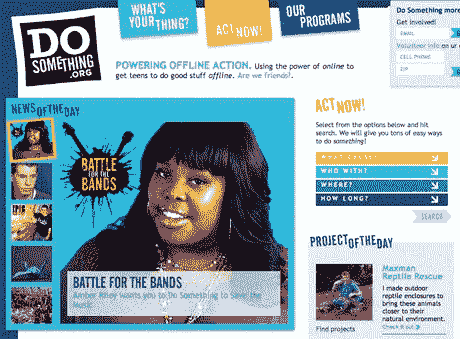 DO
SOMETHING
.ORG
WHAT'S
YOUR THING?
ACT
NOW!
OUR
PROGRAMS
Do Something more
Get Involved!
EMAIL
Volunteer info on ur
CELL PHONE
ZIP
POWERING OFFLINE ACTION. Using the power of online to
get teens to do good stuff offline. Are we friends?.
NEWS OF THE DAY
BATTLE
FOR THE
BANDS
BATTLE FOR THE BANDS
Amber Riley wants you to Do Something to Save the
Music
ACT NOW!
Select from the options below and hit
search. We will give you tons of easy ways
to do something!
WHAT CAUSE?
WHO WITH?
WHERE?
HOW LONG?
SEARCH
PROJECT OF THE DAY
Maxman
Reptile Rescue
I made outdoor
reptile enclosures to
bring these animals
closer to their
natural environment.
Check it out
Find projects